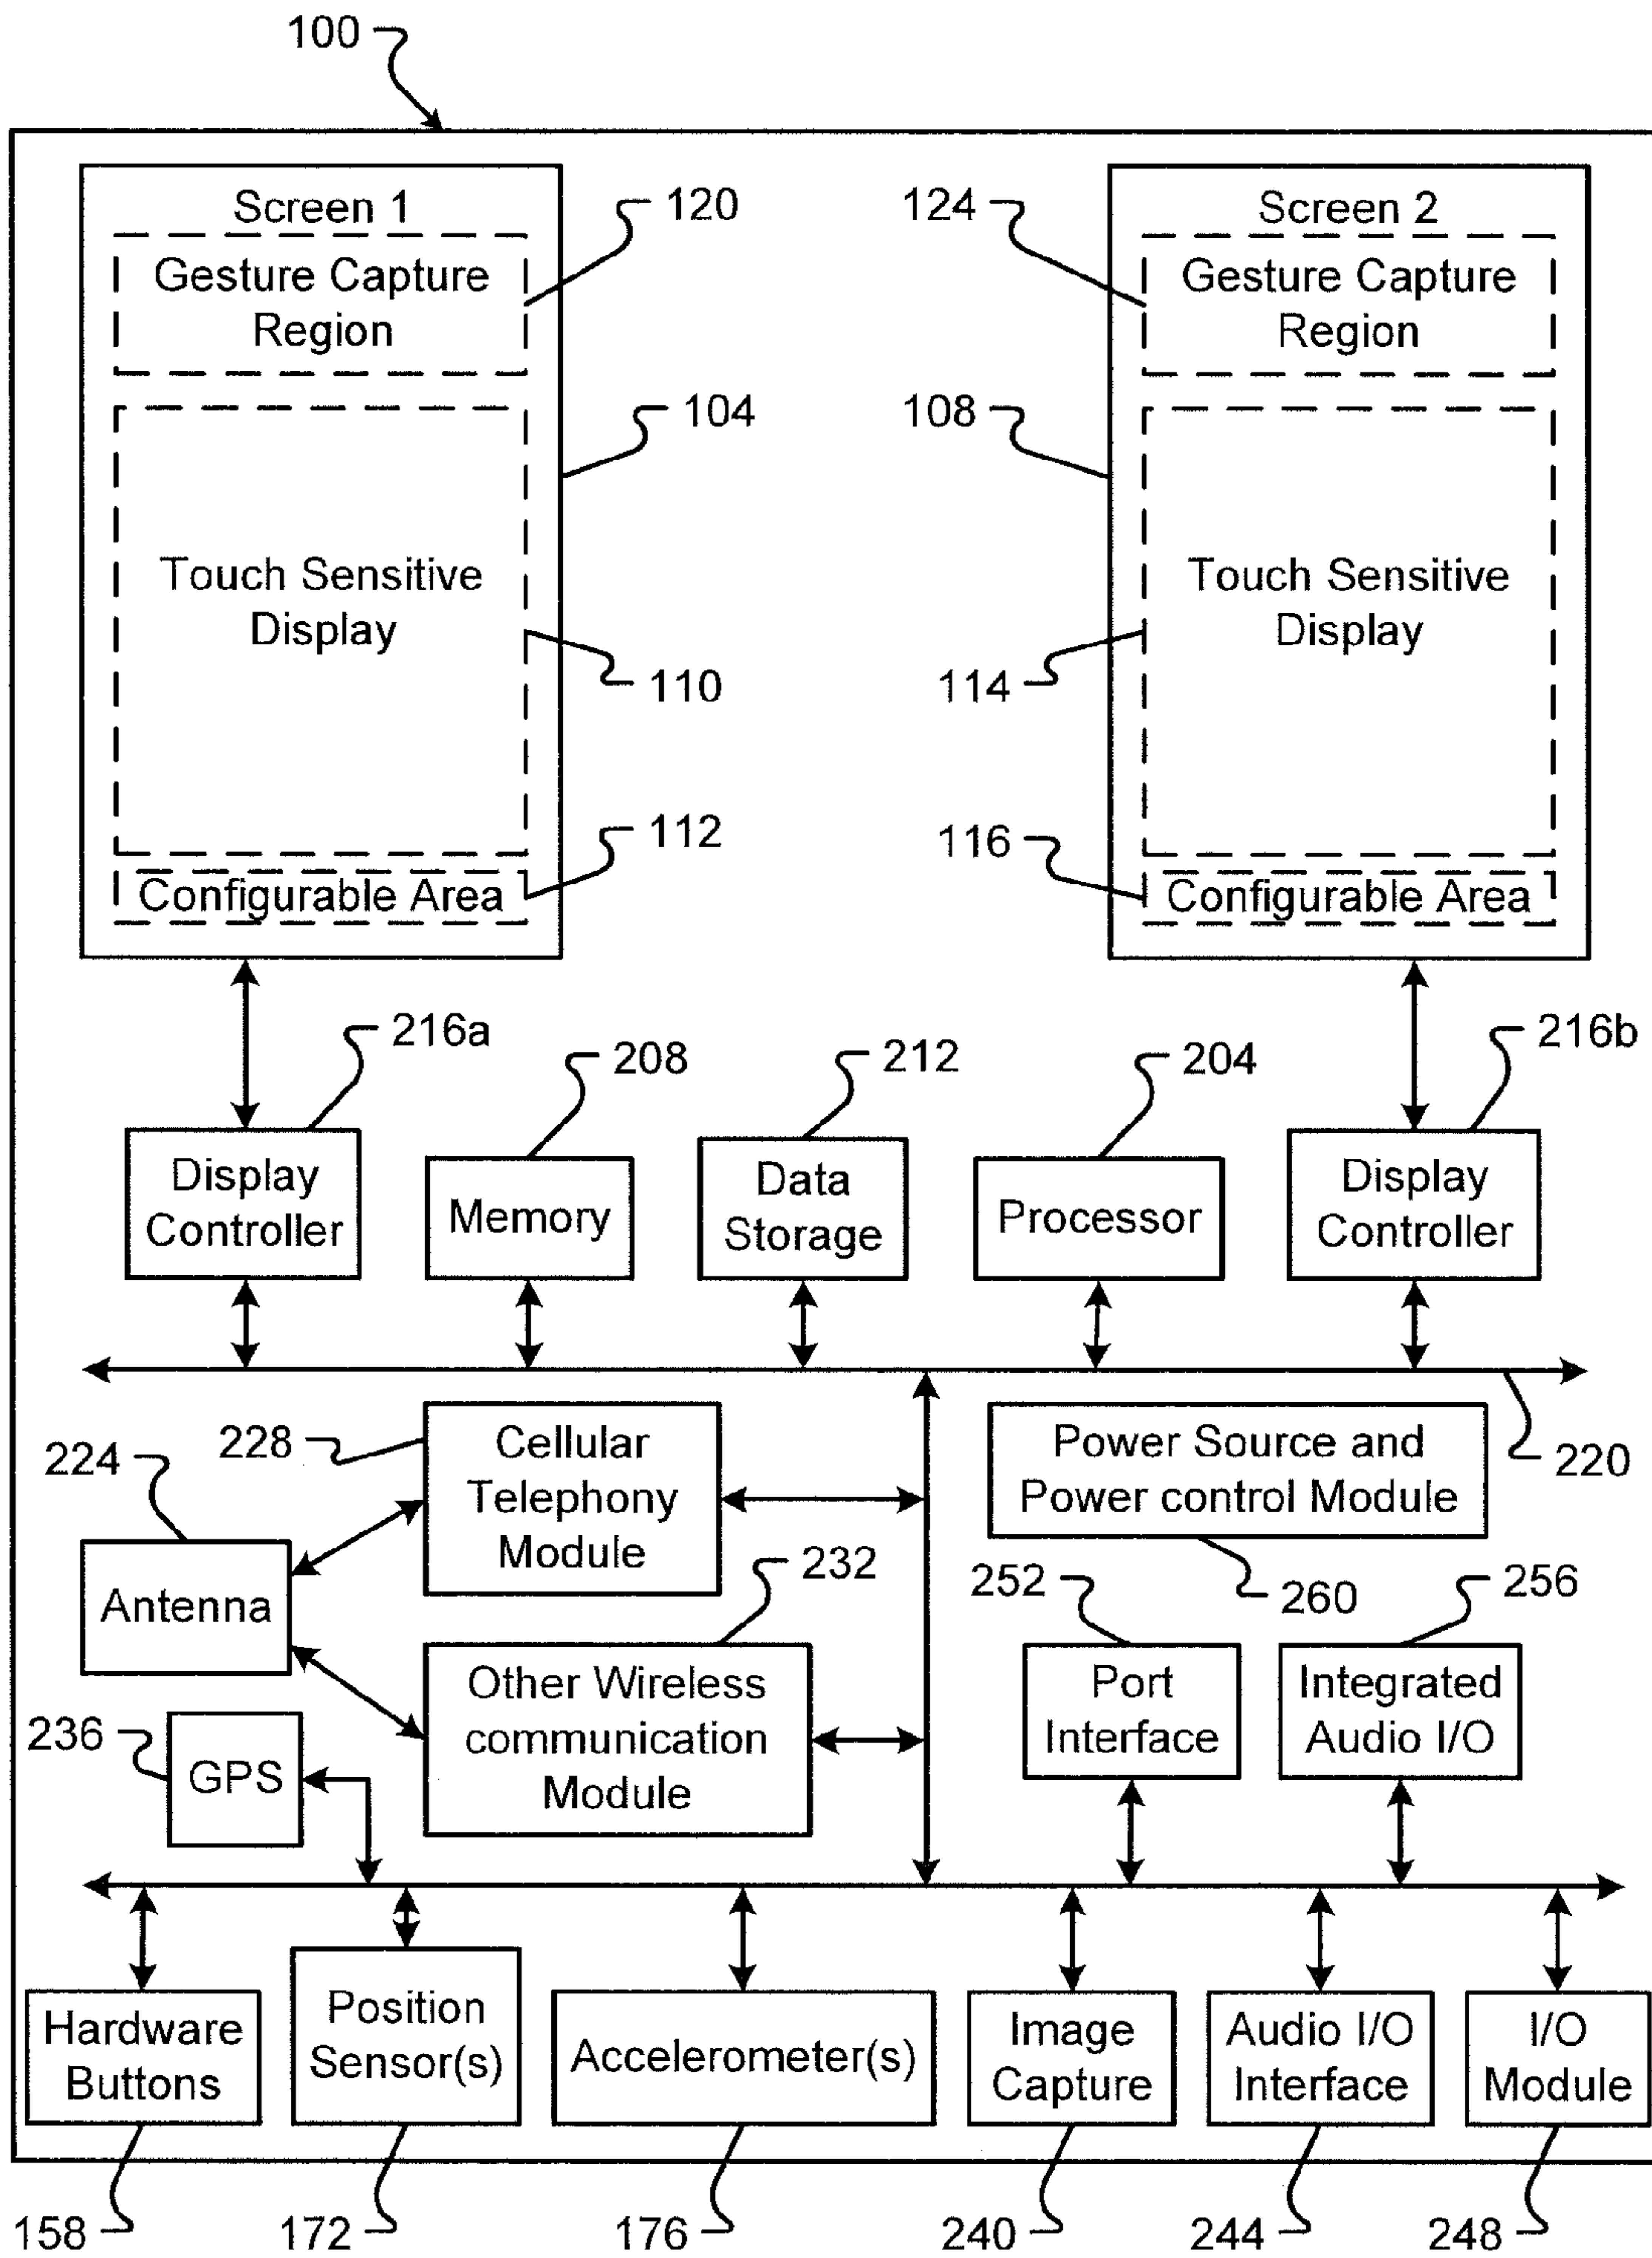 100
Screen 1
120
124
Screen 2
Gesture Capture
Region
Gesture Capture
Region
104
108
Touch Sensitive
Display
Touch Sensitive
Display
110
114
112
116
Configurable Area
Configurable Area
216a
208
212
204
216b
Display
Controller
Memory
Data
Storage
Processor
Display
Controller
228
Cellular
Telephony
Module
Power Source and
Power control Module
220
224
Antenna
232
252
260
256
Other Wireless
communication
Module
Port
Interface
Integrated
Audio I/O
236
GPS
Hardware
Buttons
Position
Sensor(s)
Accelerometer(s)
Image
Capture
Audio I/O
Interface
I/O
Module
158
172
176
240
244
248